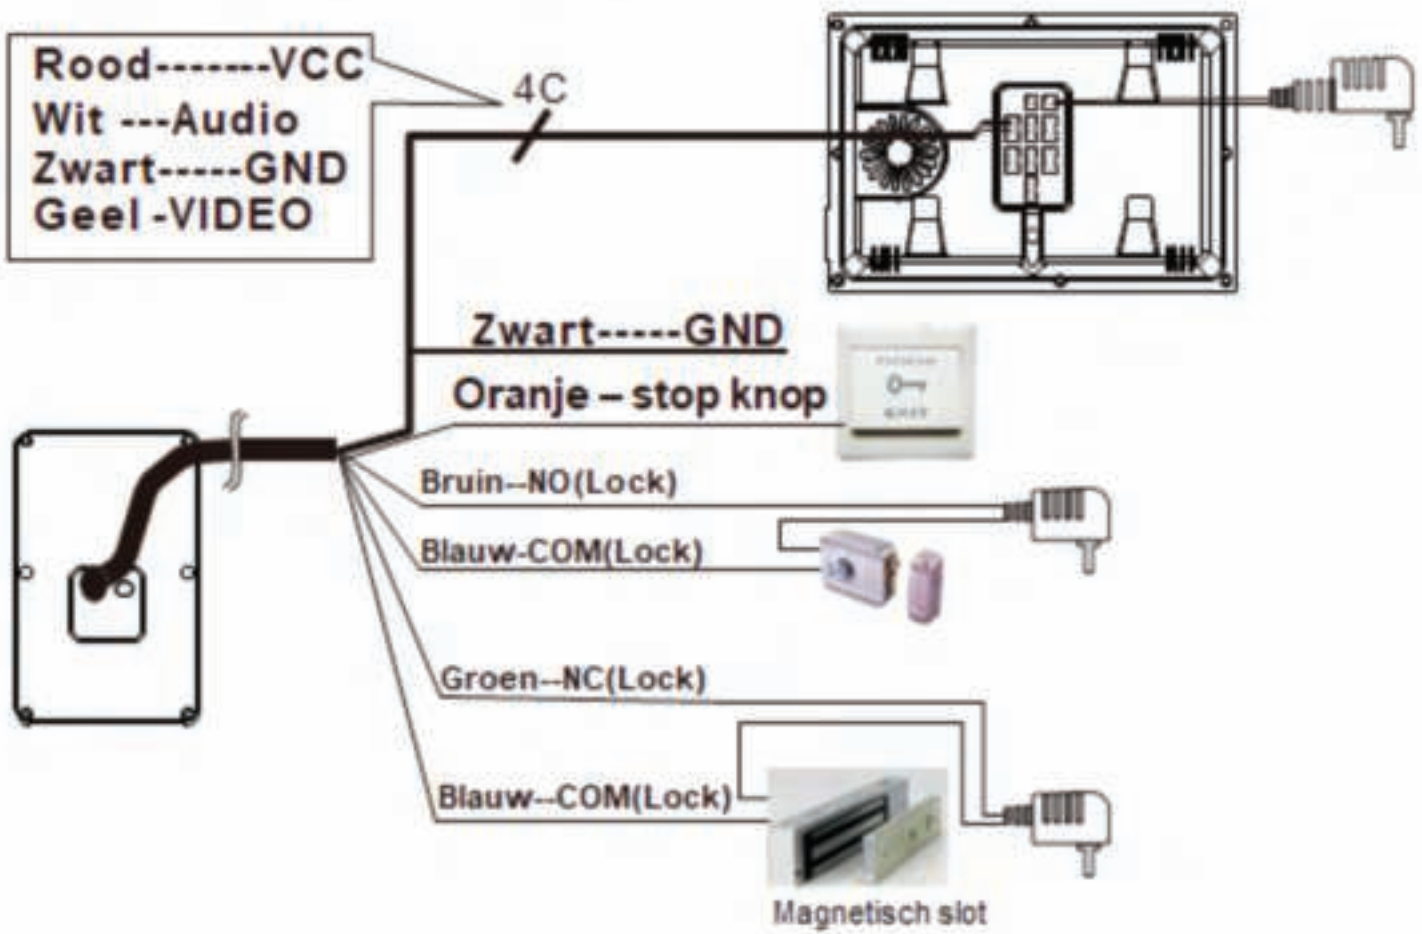 Rood-------VCC
Wit ---Audio
Zwart-----GND
Geel -VIDEO
4C
Zwart-----GND
Oranje – stop knop
Bruin--NO(Lock)
Blauw-COM(Lock)
Groen--NC(Lock)
Blauw--COM(Lock)
Magnetisch slot